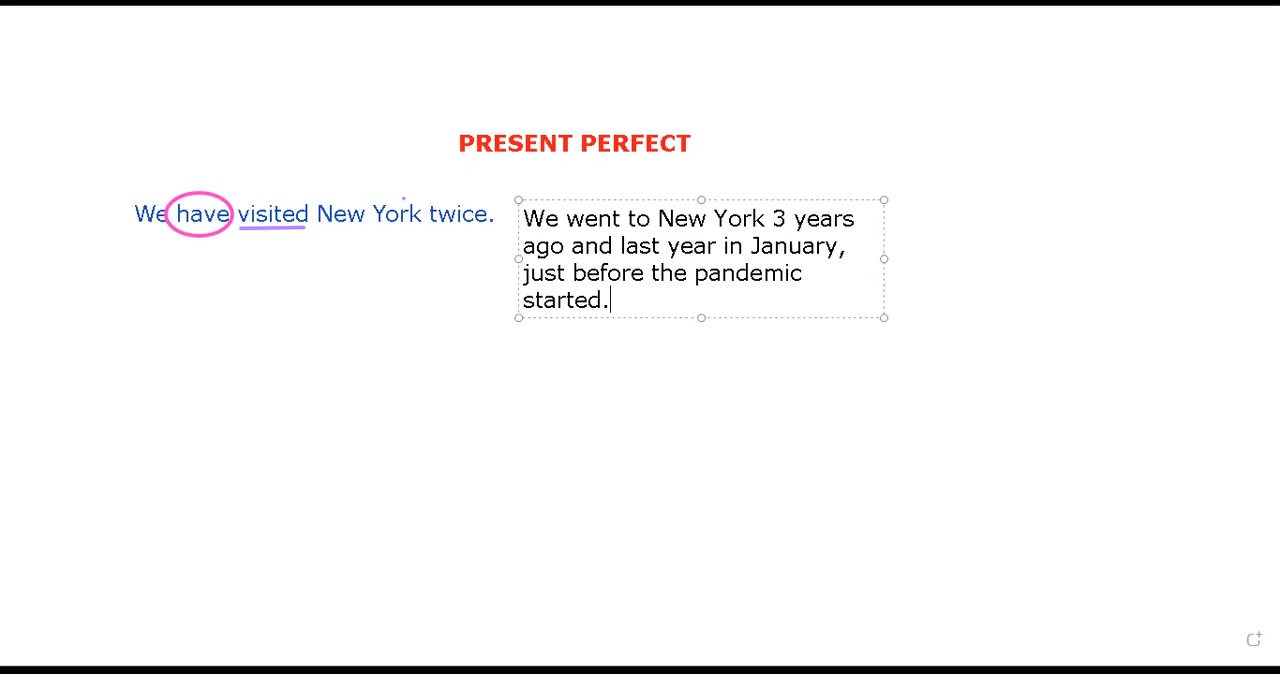 PRESENT PERFECT
We have visited New York twice.
We went to New York 3 years
ago and last year in January,
just before the pandemic
started.